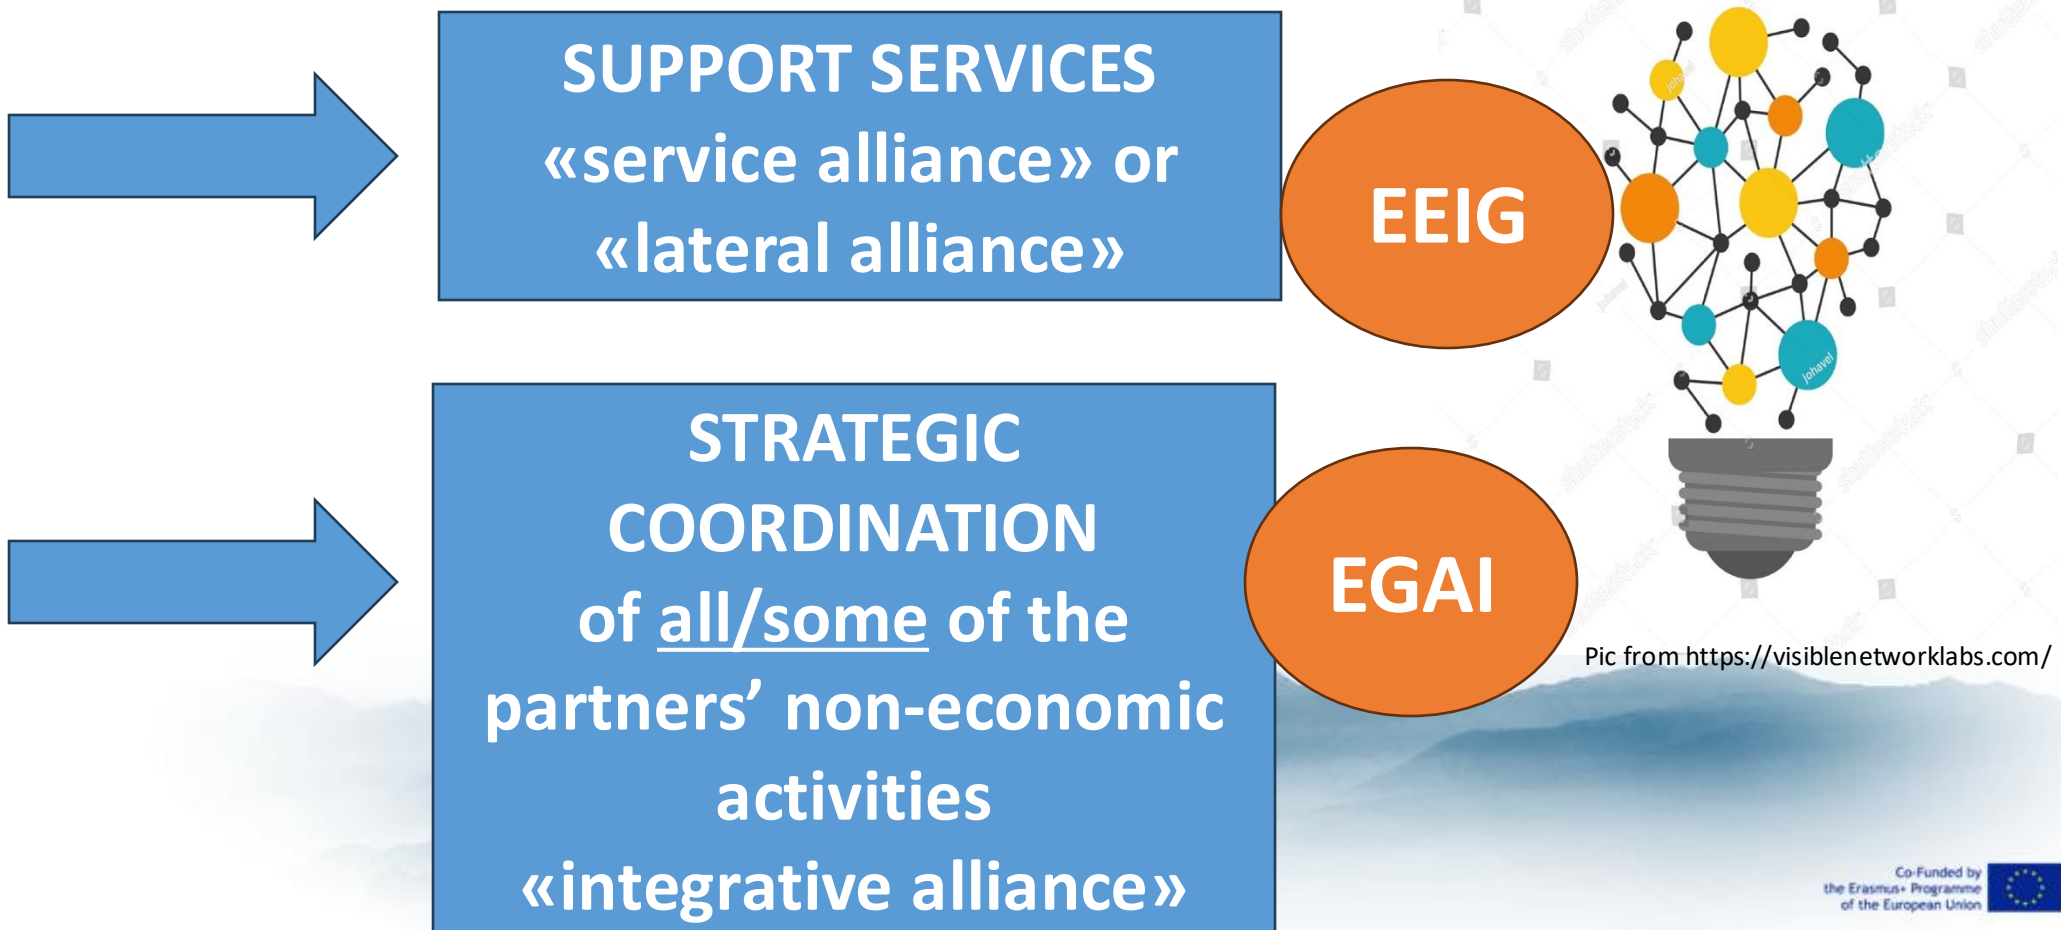 SUPPORT SERVICES
«service alliance» or
«lateral alliance»
EEIG
STRATEGIC
COORDINATION
of all/some of the
partners’ non-economic
activities
«integrative alliance»
EGAI
johavel
Pic from https://visiblenetworklabs.com/
Co-Funded by
the Erasmus+ Programme
of the European Union